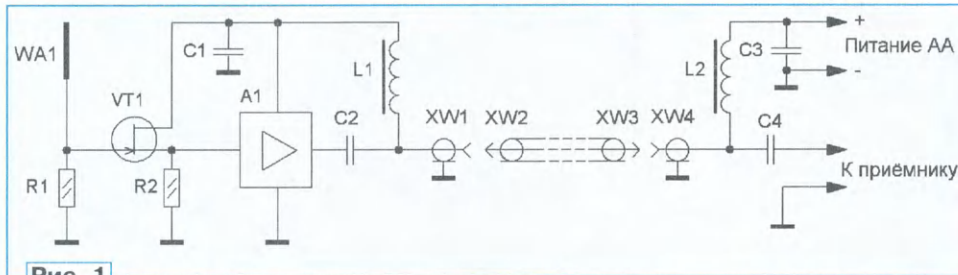 WA1
VT1
R1
R2
C1
A1
C2
L1
XW1
XW2
XW3
XW4
L2
C3
C4
+
Питание АА
-
К приёмнику
Рис. 1